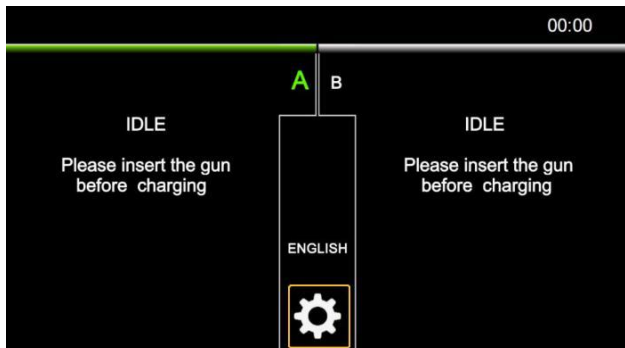 00:00
A B
IDLE
Please insert the gun
before charging
IDLE
Please insert the gun
before charging
ENGLISH